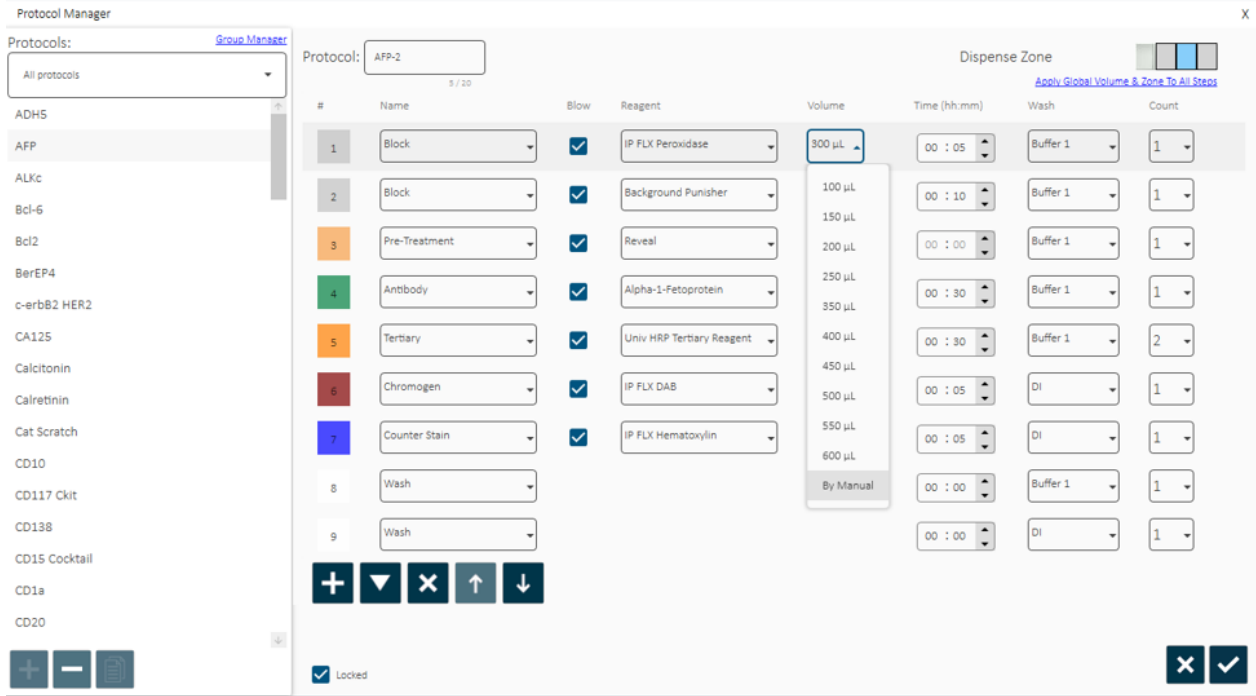 Protocol Manager X
Protocols: Group Manager
All protocols
ADH5
AFP
ALKc
Bcl-6
Bcl2
BerEP4
c-erbB2 HER2
CA125
Calcitonin
Calretinin
Cat Scratch
CD10
CD117 Ckit
CD138
CD15 Cocktail
CD1a
CD20
Protocol: AFP-2
5 / 20
Dispense Zone
Apply Global Volume & Zone To All Steps
# Name Blow Reagent Volume Time (hh:mm) Wash Count
1 Block IP FLX Peroxidase 300 µL 00 : 05 Buffer 1 1
2 Block Background Punisher 00 : 10 Buffer 1 1
3 Pre-Treatment Reveal 00 : 00 Buffer 1 1
4 Antibody Alpha-1-Fetoprotein 00 : 30 Buffer 1 1
5 Tertiary Univ HRP Tertiary Reagent 00 : 30 Buffer 1 2
6 Chromogen IP FLX DAB 00 : 05 DI 1
7 Counter Stain IP FLX Hematoxylin 00 : 05 DI 1
8 Wash 00 : 00 Buffer 1 1
9 Wash 00 : 00 DI 1
100 µL
150 µL
200 µL
250 µL
350 µL
400 µL
450 µL
500 µL
550 µL
600 µL
By Manual
Locked